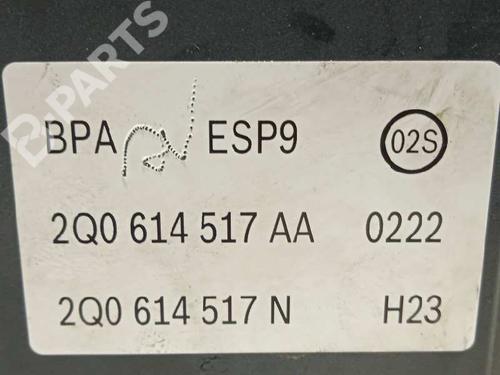 B-PARTS
BPA ESP9 02S
2Q0 614 517 AA 0222
2Q0 614 517 N H23